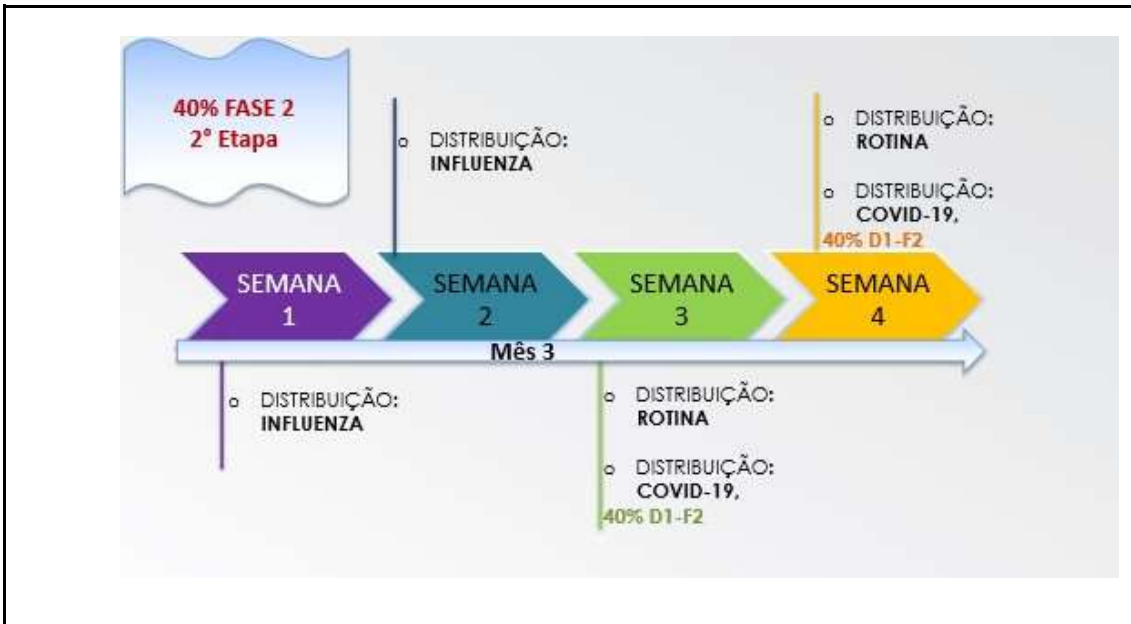 40% FASE 2
2° Etapa
o DISTRIBUIÇÃO:
INFLUENZA
o DISTRIBUIÇÃO:
ROTINA
o DISTRIBUIÇÃO:
COVID-19,
40% D1-F2
SEMANA
1
SEMANA
2
SEMANA
3
SEMANA
4
Mês 3
o DISTRIBUIÇÃO:
INFLUENZA
o DISTRIBUIÇÃO:
ROTINA
o DISTRIBUIÇÃO:
COVID-19,
40% D1-F2